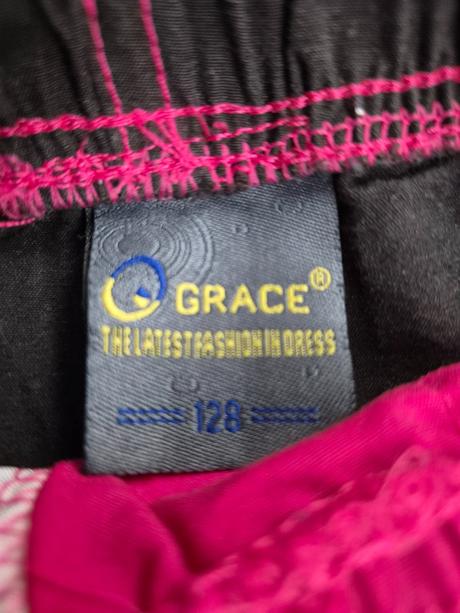 GRACE®
THE LATEST FASHION IN DRESS
128